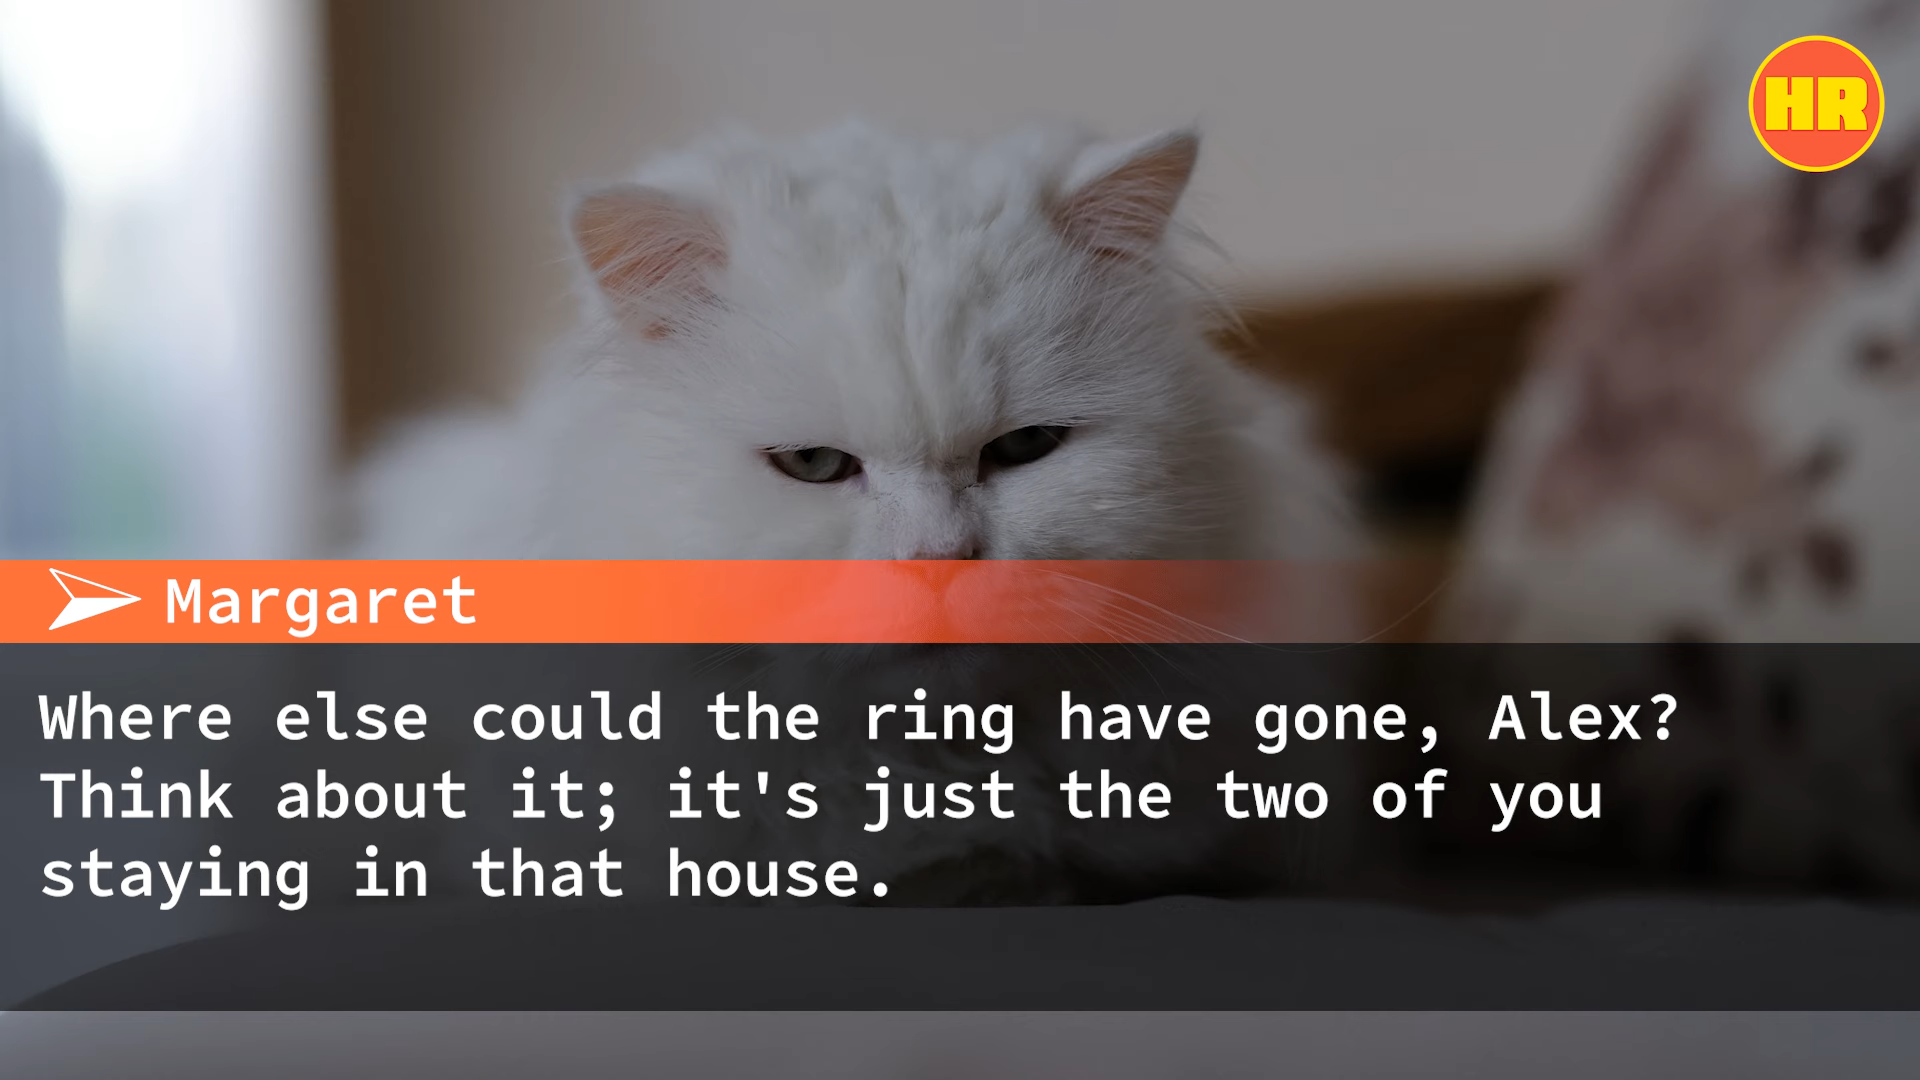 HR
Margaret
Where else could the ring have gone, Alex?
Think about it; it's just the two of you
staying in that house.